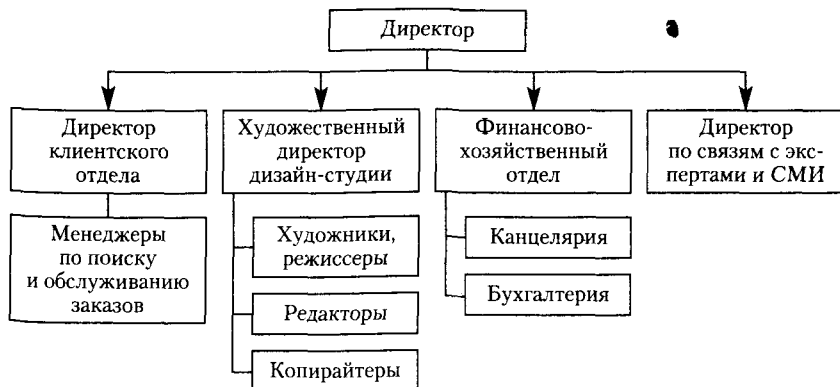 Директор
Директор
клиентского
отдела
Художественный
директор
дизайн-студии
Финансово-
хозяйственный
отдел
Директор
по связям с экс-
пертами и СМИ
Менеджеры
по поиску
и обслуживанию
заказов
Художники,
режиссеры
Редакторы
Копирайтеры
Канцелярия
Бухгалтерия